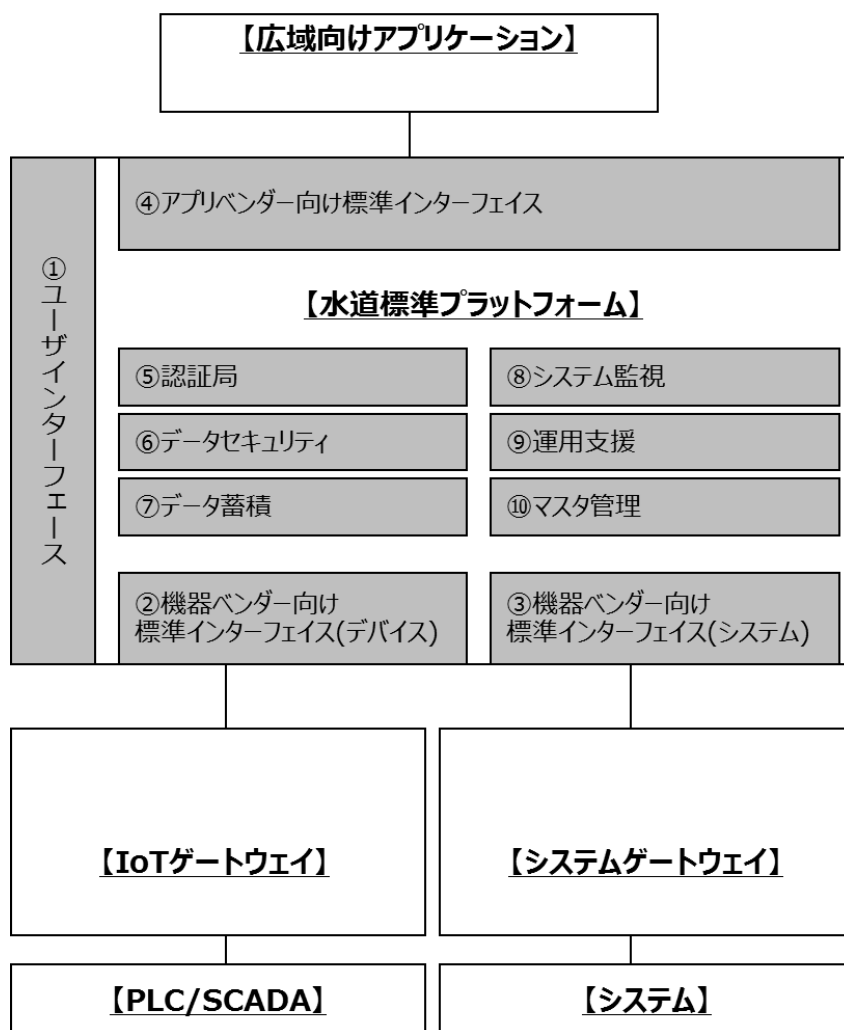 【広域向けアプリケーション】
④アプリベンダー向け標準インターフェイス
①ユーザインターフェース
【水道標準プラットフォーム】
⑤認証局
⑧システム監視
⑥データセキュリティ
⑨運用支援
⑦データ蓄積
⑩マスタ管理
②機器ベンダー向け
標準インターフェイス(デバイス)
③機器ベンダー向け
標準インターフェイス(システム)
【IoTゲートウェイ】
【システムゲートウェイ】
【PLC/SCADA】
【システム】